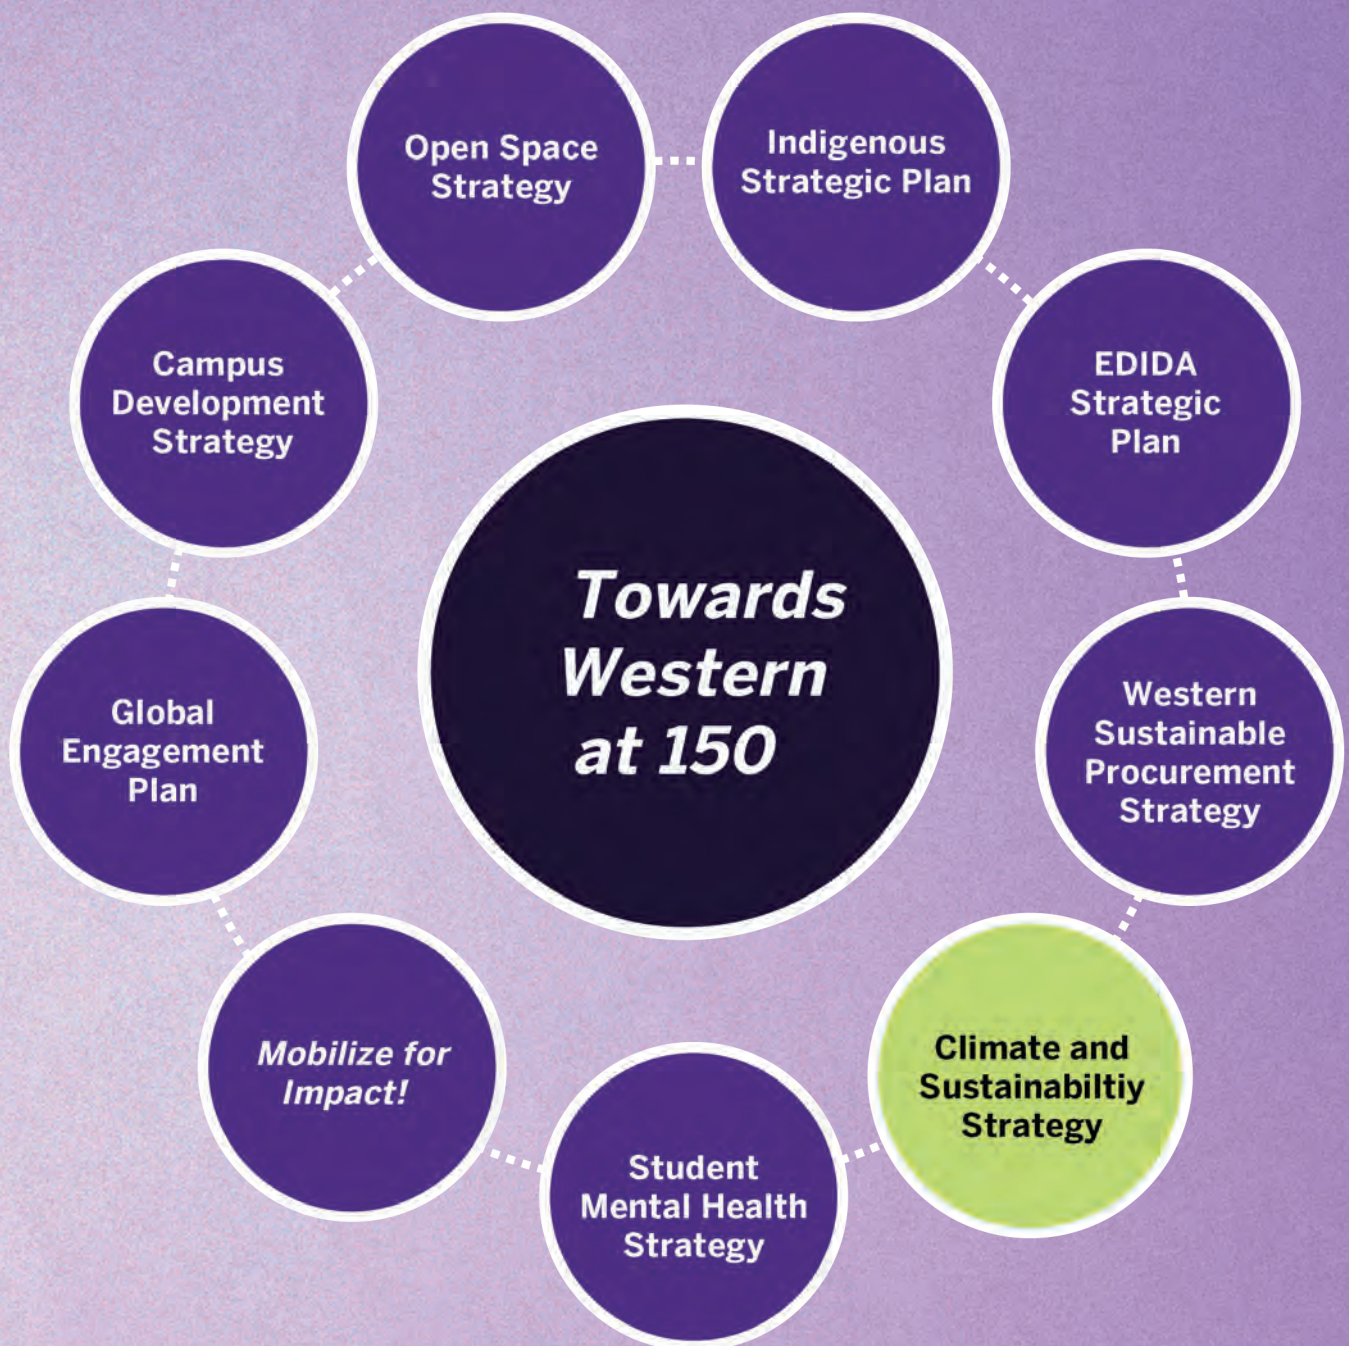 Open Space
Strategy
Indigenous
Strategic Plan
Campus
Development
Strategy
EDIDA
Strategic
Plan
Towards
Western
at 150
Global
Engagement
Plan
Western
Sustainable
Procurement
Strategy
Mobilize for
Impact!
Climate and
Sustainabiltiy
Strategy
Student
Mental Health
Strategy